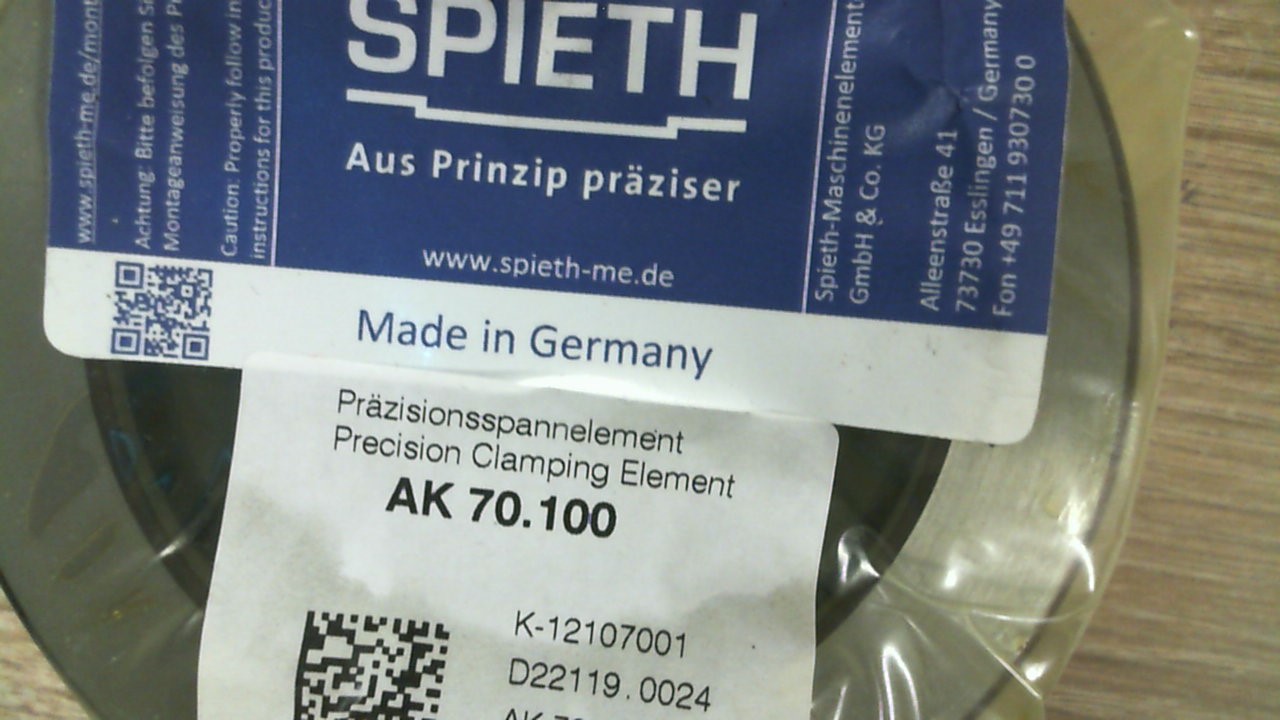 SPIETH
Aus Prinzip präziser
www.spieth-me.de
Made in Germany
www.spieth-me.de/mont
Achtung: Bitte befolgen
Montageanweisung des
Caution: Properly follow in
instructions for this produc
Spieth-Maschinenelement
GmbH & Co. KG
Alleenstraße 41
73730 Esslingen / Germany
Fon +49 711 930730 0
Präzisionsspannelement
Precision Clamping Element
AK 70.100
K-12107001
D22119.0024